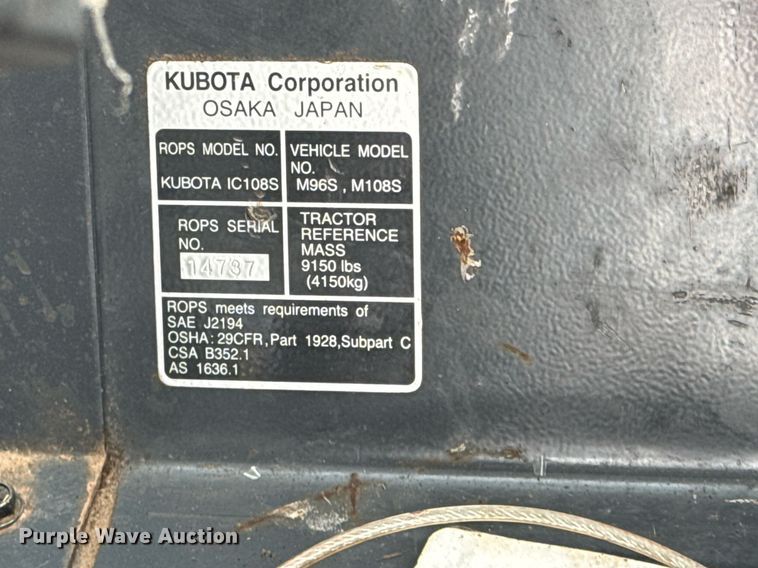 KUBOTA Corporation
OSAKA JAPAN
ROPS MODEL NO.
KUBOTA IC108S
VEHICLE MODEL
NO.
M96S , M108S
ROPS SERIAL
NO.
14737
TRACTOR
REFERENCE
MASS
9150 lbs
(4150kg)
ROPS meets requirements of
SAE J2194
OSHA : 29CFR, Part 1928, Subpart C
CSA B352.1
AS 1636.1
Purple Wave Auction